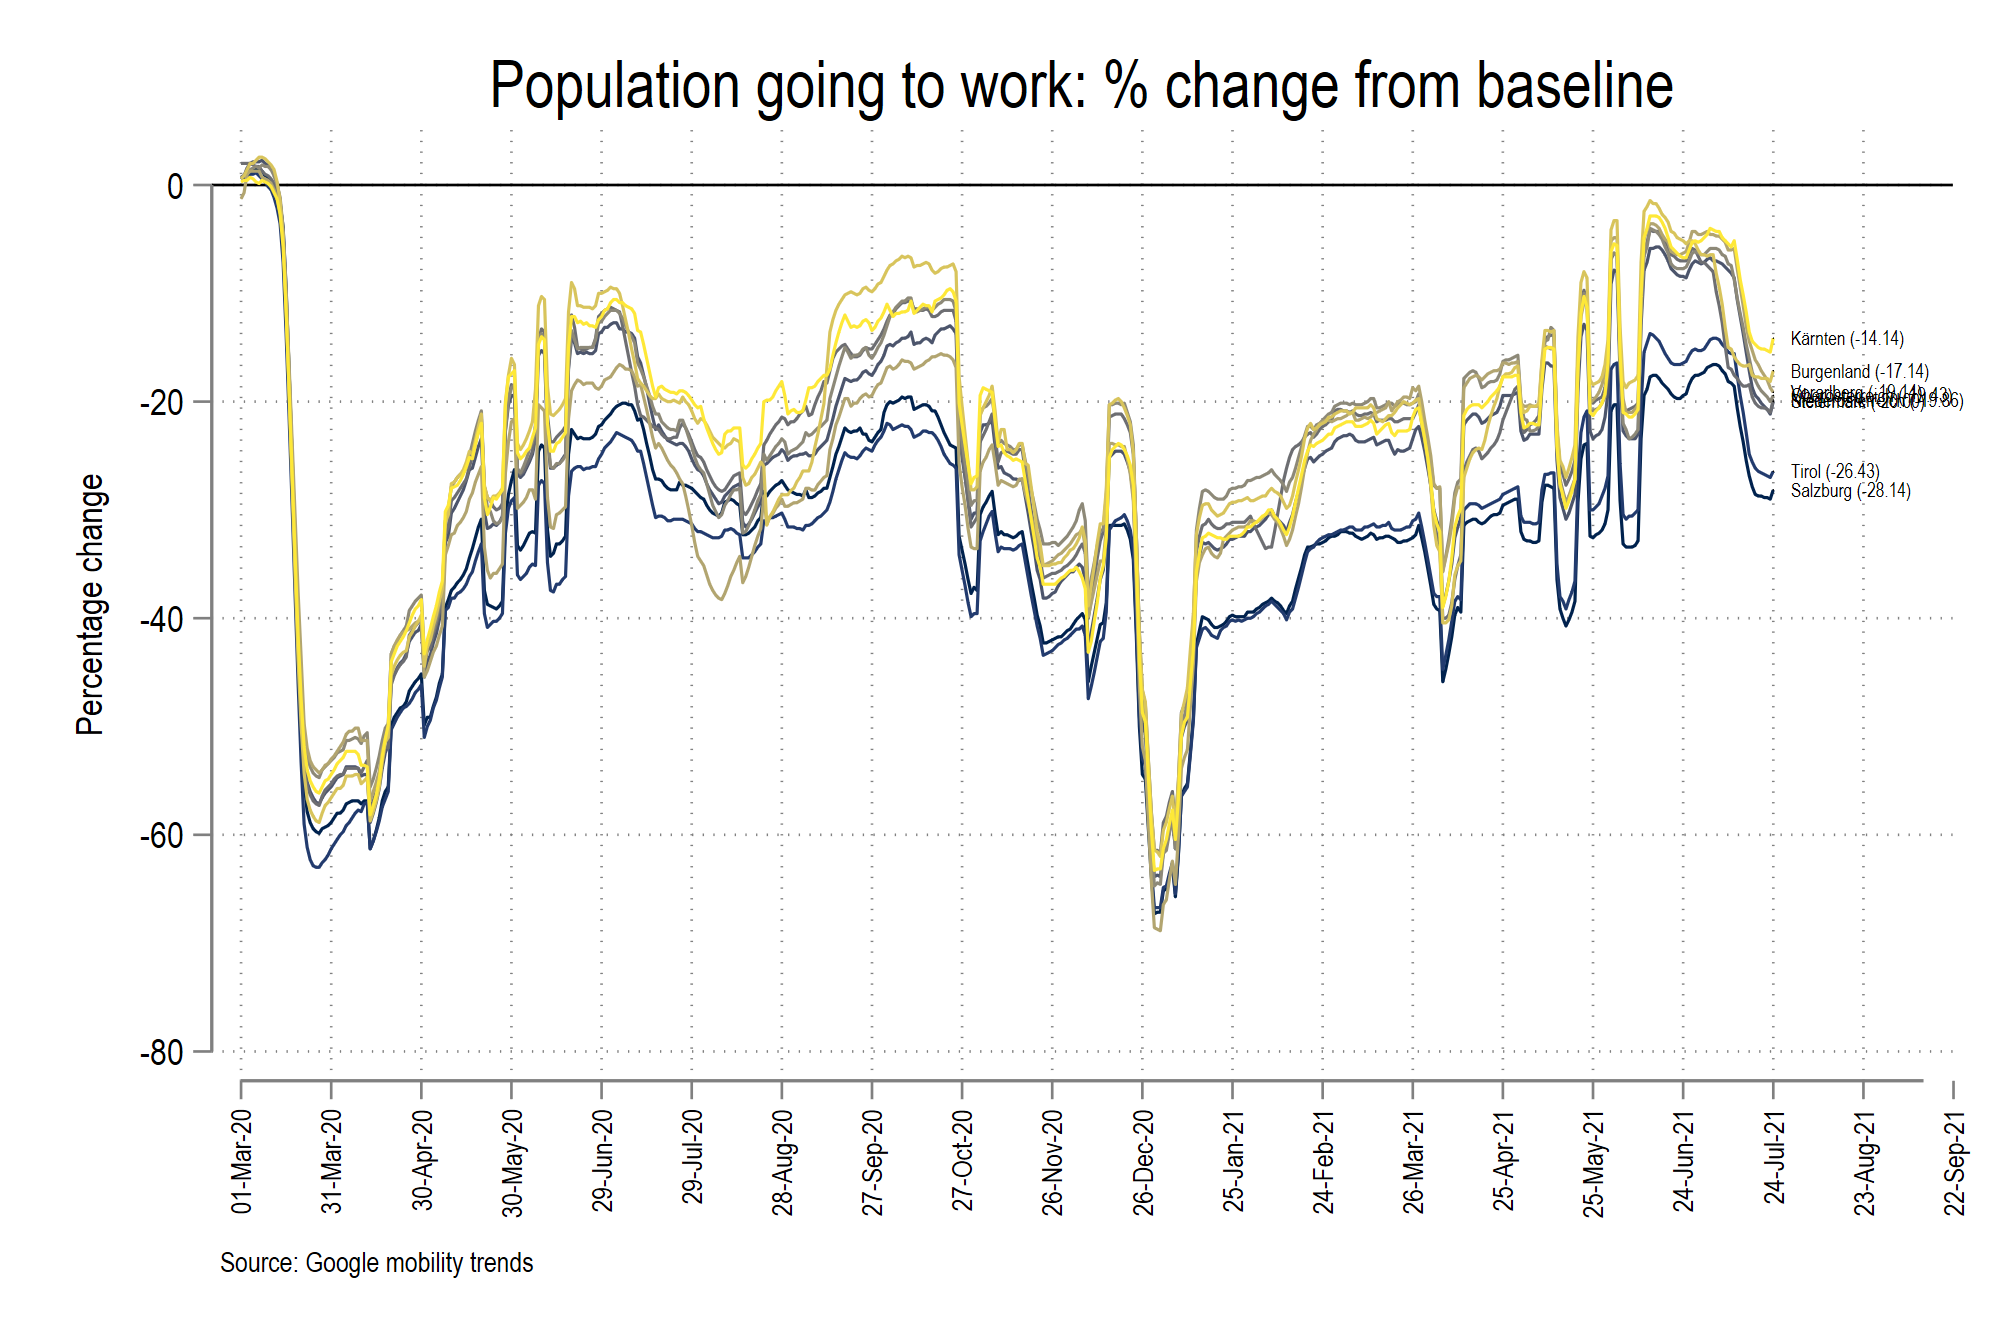 Population going to work: % change from baseline
Percentage change
0
-20
-40
-60
-80
Kärnten (-14.14)
Burgenland (-17.14)
Vorarlberg (-19.14)
Tirol (-26.43)
Salzburg (-28.14)
01-Mar-20
31-Mar-20
30-Apr-20
30-May-20
29-Jun-20
29-Jul-20
28-Aug-20
27-Sep-20
27-Oct-20
26-Nov-20
26-Dec-20
25-Jan-21
24-Feb-21
26-Mar-21
25-Apr-21
25-May-21
24-Jun-21
24-Jul-21
23-Aug-21
22-Sep-21
Source: Google mobility trends